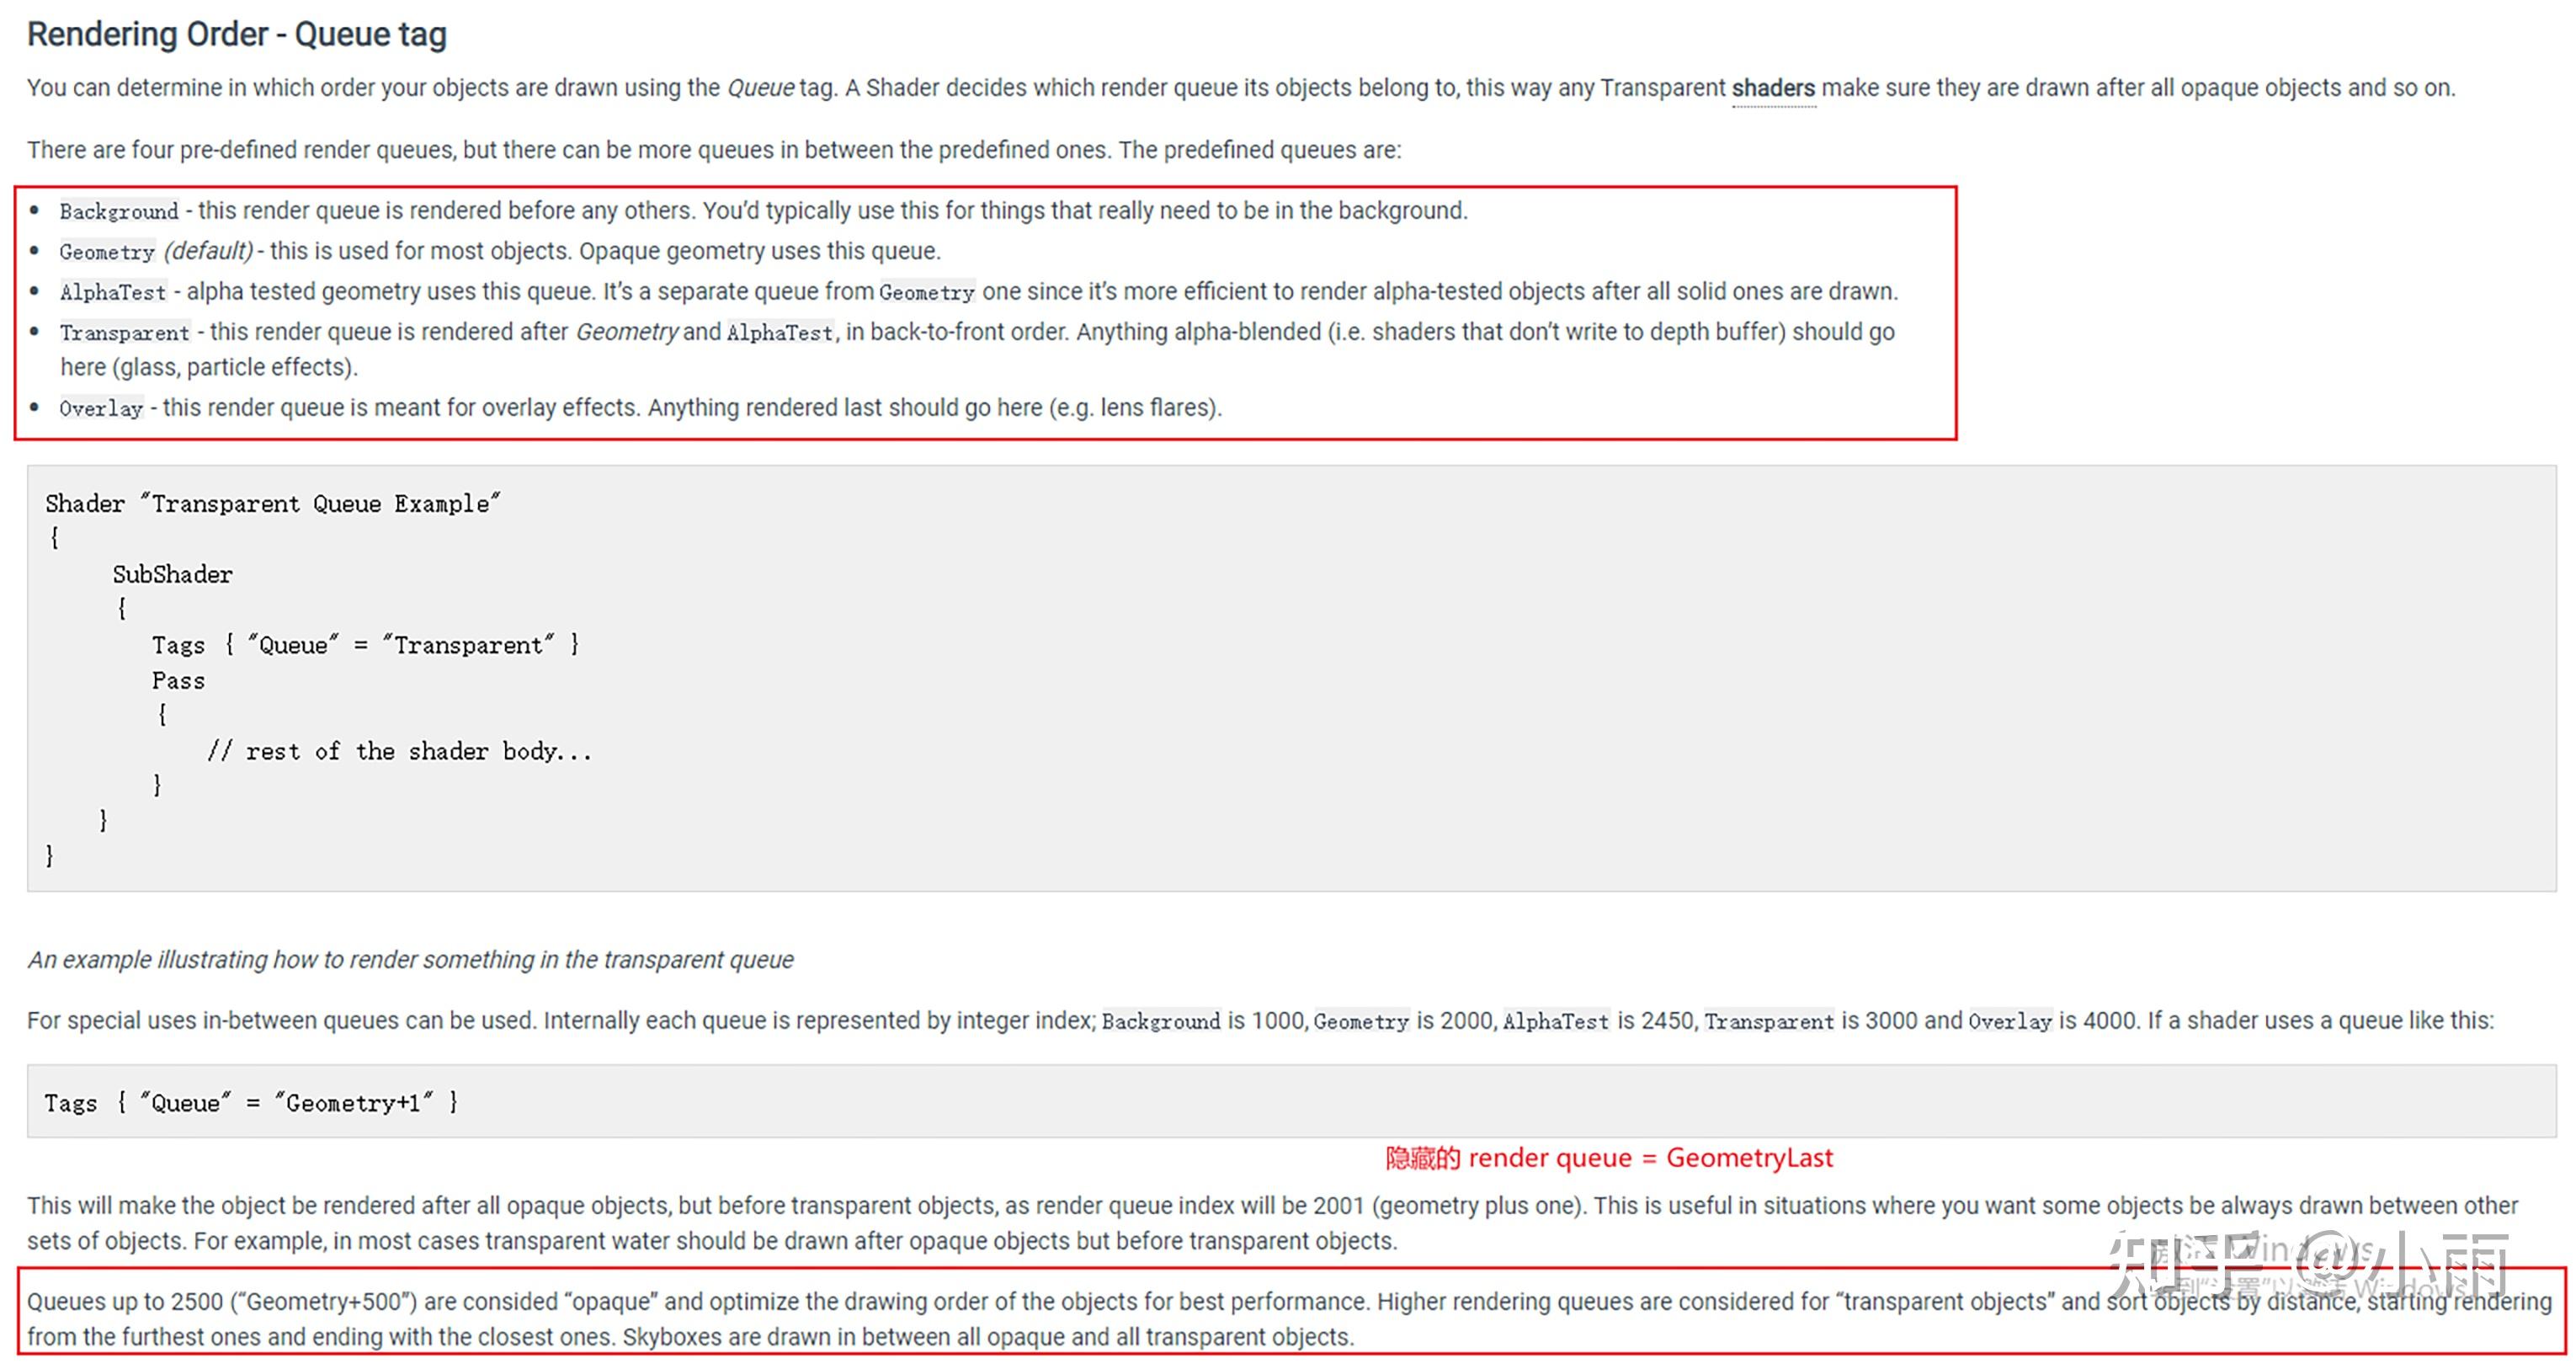 Rendering Order - Queue tag
You can determine in which order your objects are drawn using the Queue tag. A Shader decides which render queue its objects belong to, this way any Transparent shaders make sure they are drawn after all opaque objects and so on.
There are four pre-defined render queues, but there can be more queues in between the predefined ones. The predefined queues are:
• Background - this render queue is rendered before any others. You’d typically use this for things that really need to be in the background.
• Geometry (default) - this is used for most objects. Opaque geometry uses this queue.
• AlphaTest - alpha tested geometry uses this queue. It’s a separate queue from Geometry one since it’s more efficient to render alpha-tested objects after all solid ones are drawn.
• Transparent - this render queue is rendered after Geometry and AlphaTest, in back-to-front order. Anything alpha-blended (i.e. shaders that don’t write to depth buffer) should go
here (glass, particle effects).
• Overlay - this render queue is meant for overlay effects. Anything rendered last should go here (e.g. lens flares).
Shader "Transparent Queue Example"
{
SubShader
{
Tags { "Queue" = "Transparent" }
Pass
{
// rest of the shader body...
}
}
}
An example illustrating how to render something in the transparent queue
For special uses in-between queues can be used. Internally each queue is represented by integer index; Background is 1000, Geometry is 2000, AlphaTest is 2450, Transparent is 3000 and Overlay is 4000. If a shader uses a queue like this:
Tags { "Queue" = "Geometry+1" }
隐藏的 render queue = GeometryLast
This will make the object be rendered after all opaque objects, but before transparent objects, as render queue index will be 2001 (geometry plus one). This is useful in situations where you want some objects be always drawn between other
sets of objects. For example, in most cases transparent water should be drawn after opaque objects but before transparent objects.
知乎 @小雨
Queues up to 2500 (“Geometry+500”) are consided “opaque” and optimize the drawing order of the objects for best performance. Higher rendering queues are considered for “transparent objects” and sort objects by distance, starting rendering
from the furthest ones and ending with the closest ones. Skyboxes are drawn in between all opaque and all transparent objects.